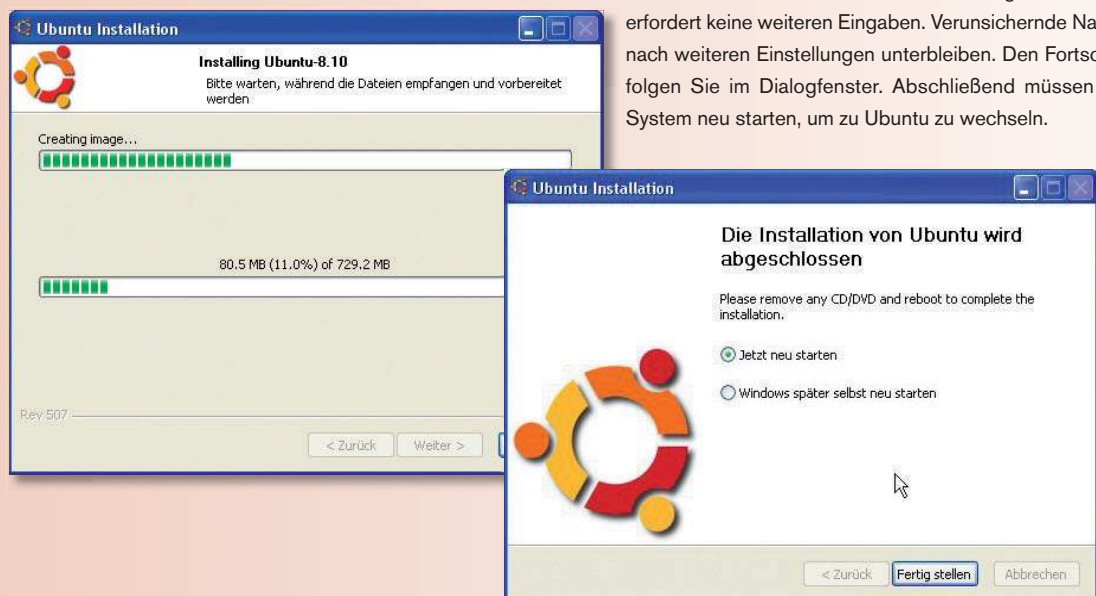 Ubuntu Installation
Installing Ubuntu-8.10
Bitte warten, während die Dateien empfangen und vorbereitet
werden
Creating image...
80.5 MB (11.0%) of 729.2 MB
Rev 507
< Zurück
Weiter >
erfordert keine weiteren Eingaben. Verunsichernde
nach weiteren Einstellungen unterbleiben. Den
folgen Sie im Dialogfenster. Abschließend müssen
System neu starten, um zu Ubuntu zu wechseln.
Ubuntu Installation
Die Installation von Ubuntu wird
abgeschlossen
Please remove any CD/DVD and reboot to complete the
installation.
Jetzt neu starten
Windows später selbst neu starten
< Zurück
Fertig stellen
Abbrechen